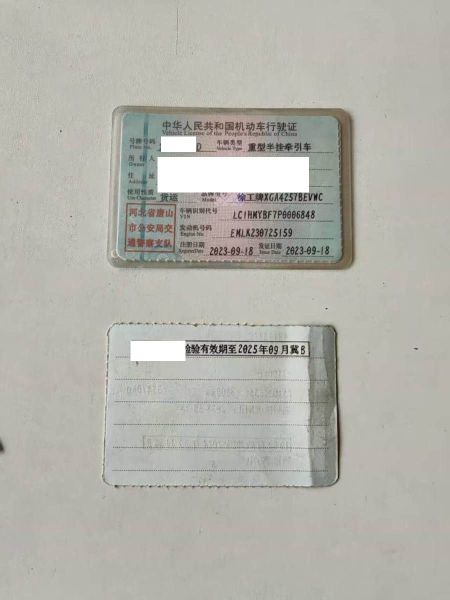 中华人民共和国机动车行驶证
Vehicle License of the People's Republic of China
号牌号码 车辆类型 重型半挂牵引车
Plate No. Vehicle Type
所有人
Owner
住址
Address
使用性质 货运 品牌型号 徐工牌XGA4257BEVWC
Use Character Model
河北省唐山 车辆识别代号 LC1HMYBF7P0006848
VIN
市公安局交 发动机号码 EMLK230725159
Engine No.
通警察支队 注册日期 2023-09-18 发证日期 2023-09-18
Register Date Issue Date
检验有效期至2025年09月冀B